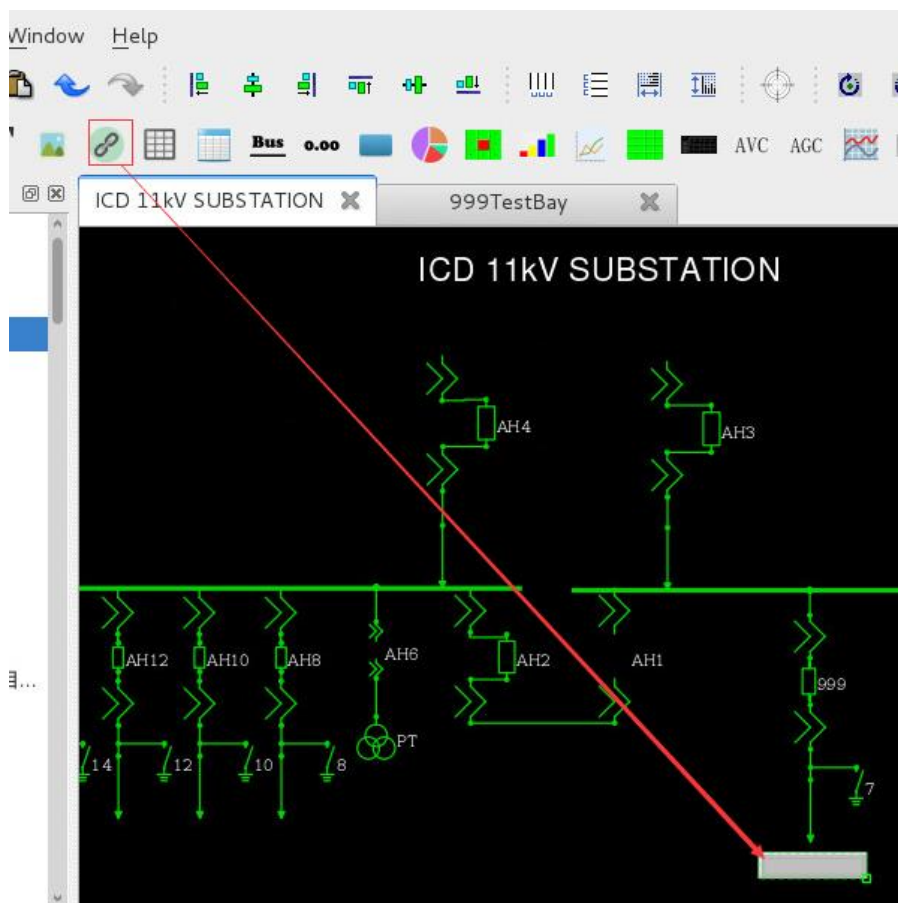 Window Help
Bus 0.00 AVC AGC
ICD 11kV SUBSTATION 999TestBay
ICD 11kV SUBSTATION
AH4 AH3
AH12 AH10 AH8 AH6 AH2 AH1
999
PT
14 12 10 8 7